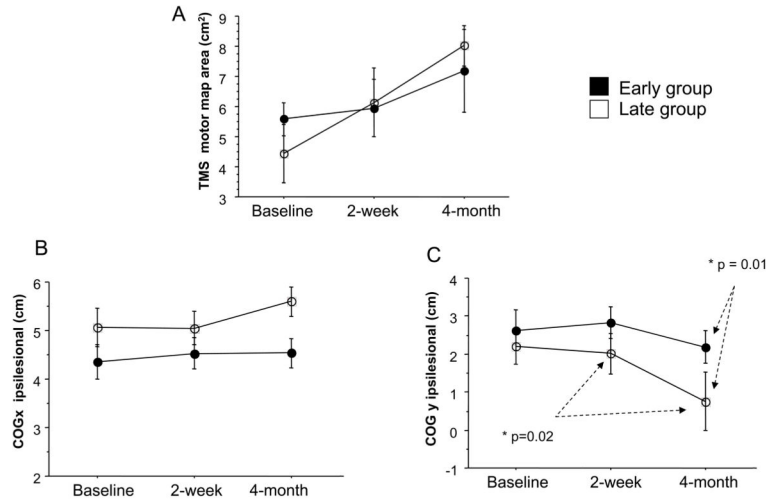 A
TMS motor map area (cm²)
9
8
7
6
5
4
3
Baseline
2-week
4-month
Early group
Late group
B
COGx ipsilesional (cm)
6
5
4
3
2
Baseline
2-week
4-month
C
COG y ipsilesional (cm)
4
3
2
1
0
-1
Baseline
2-week
4-month
* p = 0.01
* p=0.02